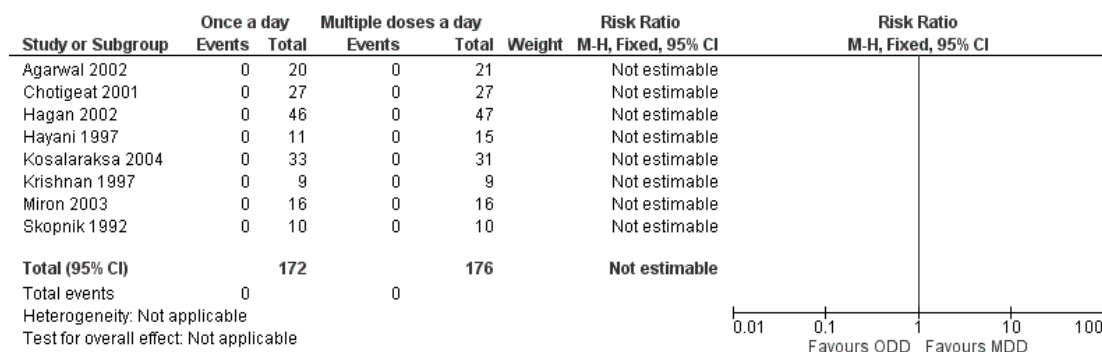 Once a day Multiple doses a day Risk Ratio Risk Ratio
Study or Subgroup Events Total Events Total Weight M-H, Fixed, 95% CI M-H, Fixed, 95% CI
Agarwal 2002 0 20 0 21 Not estimable
Chotigeat 2001 0 27 0 27 Not estimable
Hagan 2002 0 46 0 47 Not estimable
Hayani 1997 0 11 0 15 Not estimable
Kosalaraksa 2004 0 33 0 31 Not estimable
Krishnan 1997 0 9 0 9 Not estimable
Miron 2003 0 16 0 16 Not estimable
Skopnik 1992 0 10 0 10 Not estimable
Total (95% CI) 172 176 Not estimable
Total events 0 0
Heterogeneity: Not applicable
Test for overall effect: Not applicable
0.01 0.1 1 10 100
Favours ODD Favours MDD